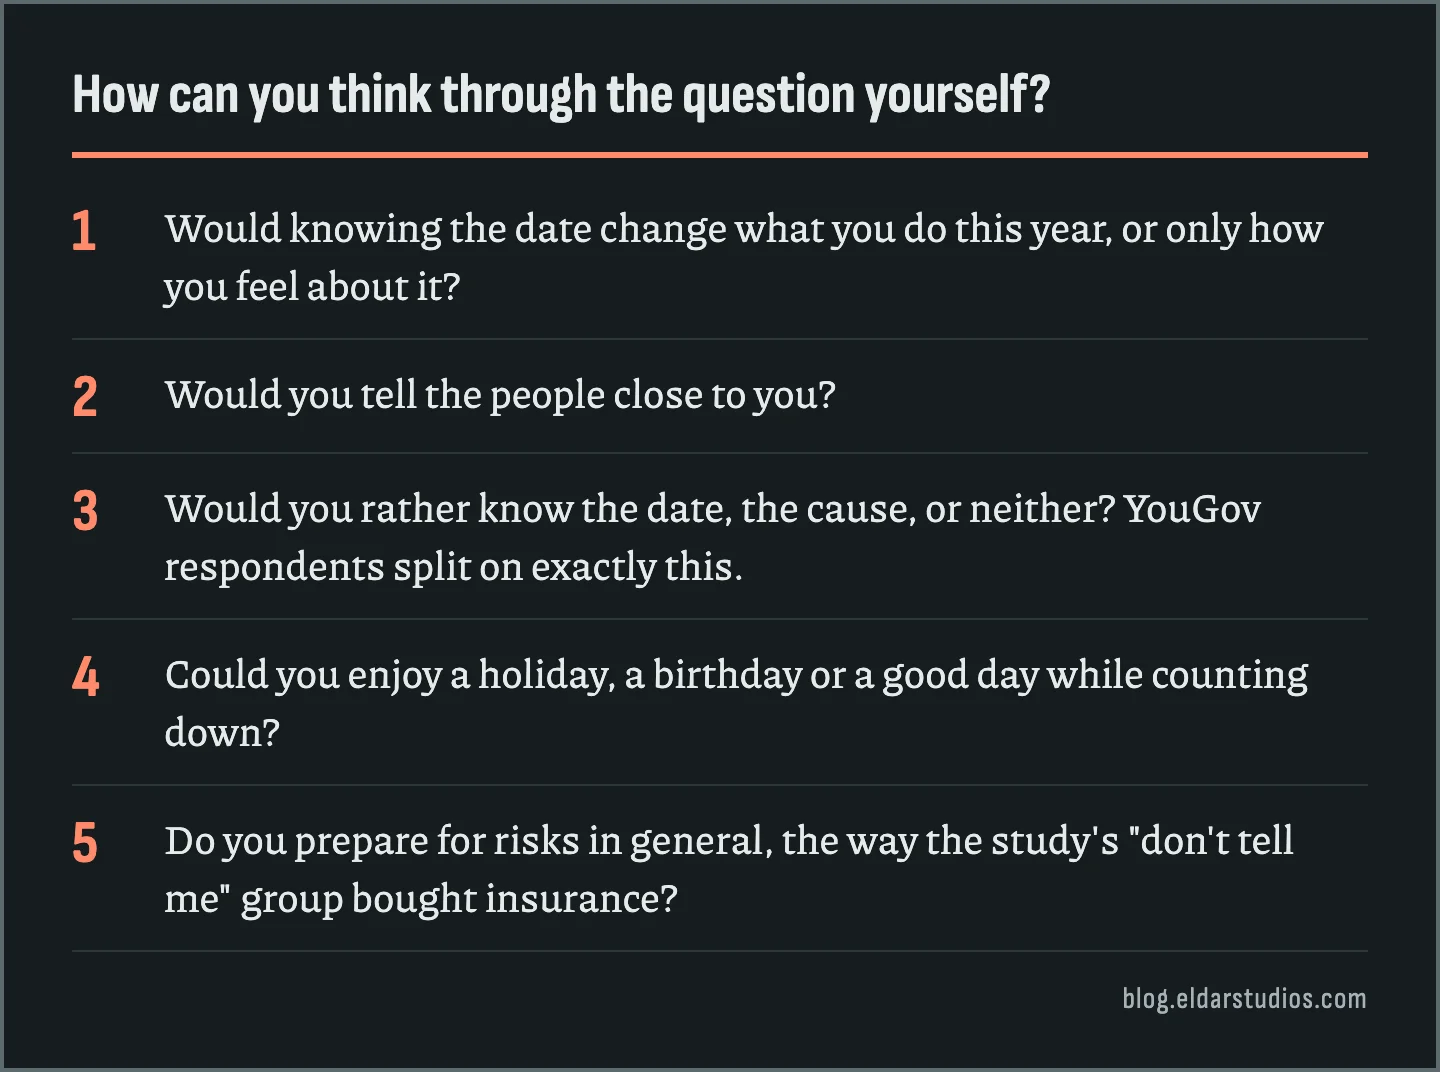 How can you think through the question yourself?
1 Would knowing the date change what you do this year, or only how
you feel about it?
2 Would you tell the people close to you?
3 Would you rather know the date, the cause, or neither? YouGov
respondents split on exactly this.
4 Could you enjoy a holiday, a birthday or a good day while counting
down?
5 Do you prepare for risks in general, the way the study's "don't tell
me" group bought insurance?
blog.eldarstudios.com